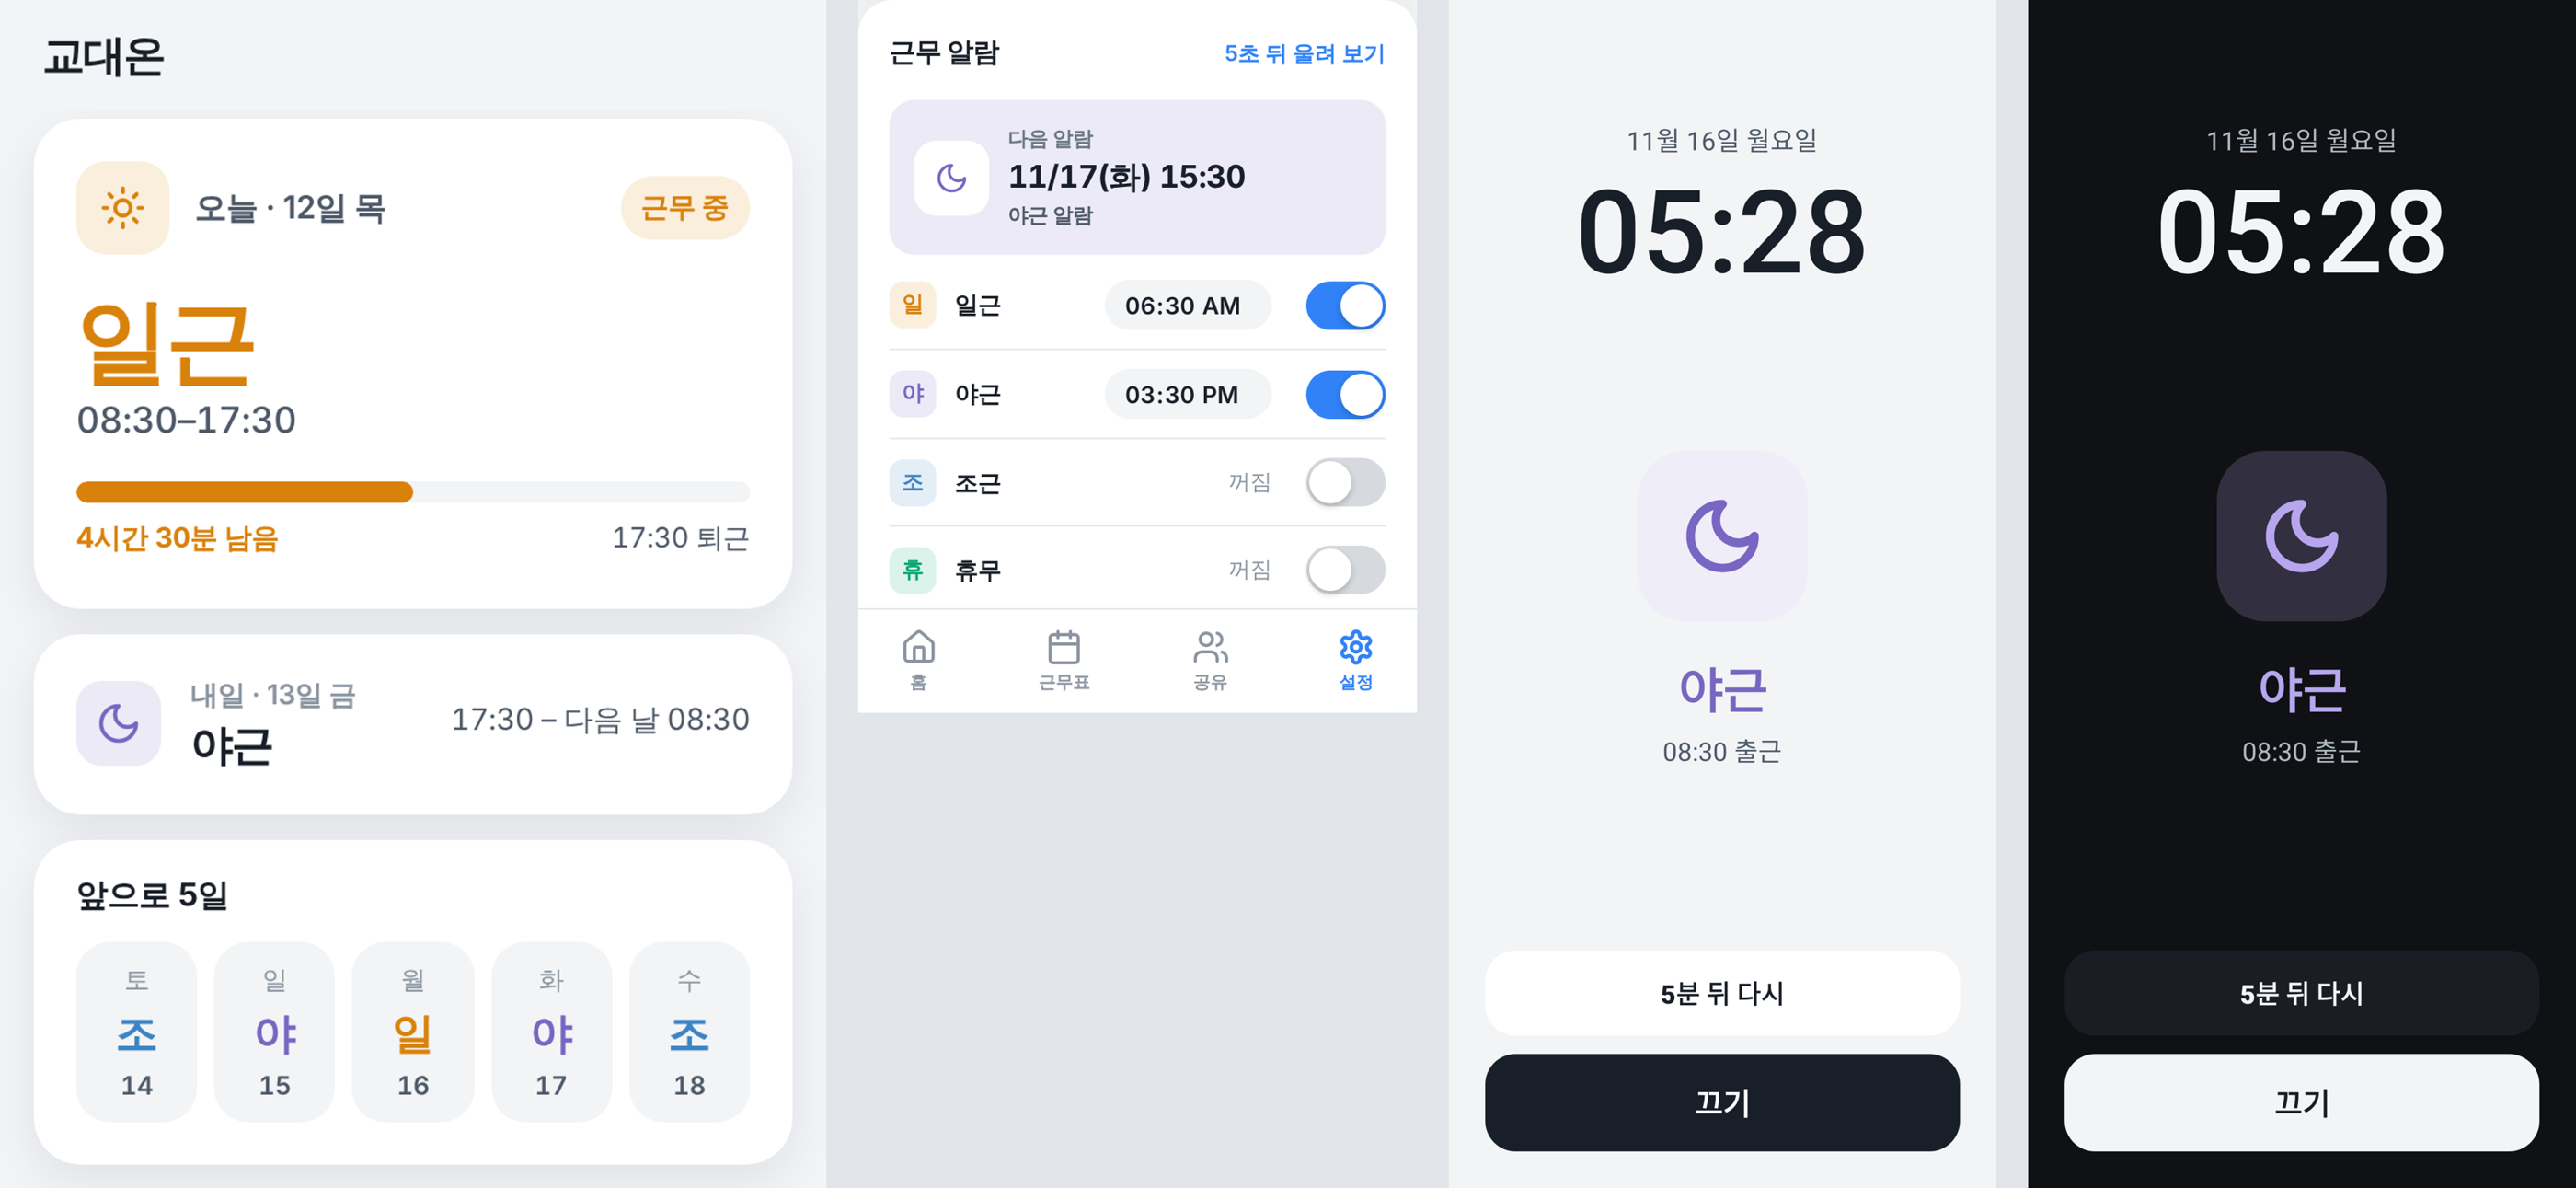 교대온
오늘 · 12일 목
근무 중
일근
08:30–17:30
4시간 30분 남음
17:30 퇴근
내일 · 13일 금
야근
17:30 – 다음 날 08:30
앞으로 5일
토 일 월 화 수
조 야 일 야 조
14 15 16 17 18
근무 알람
5초 뒤 울려 보기
다음 알람
11/17(화) 15:30
야근 알람
일 일근 06:30 AM
야 야근 03:30 PM
조 조근 꺼짐
휴 휴무 꺼짐
홈 근무표 공유 설정
11월 16일 월요일
05:28
야근
08:30 출근
5분 뒤 다시
끄기
11월 16일 월요일
05:28
야근
08:30 출근
5분 뒤 다시
끄기